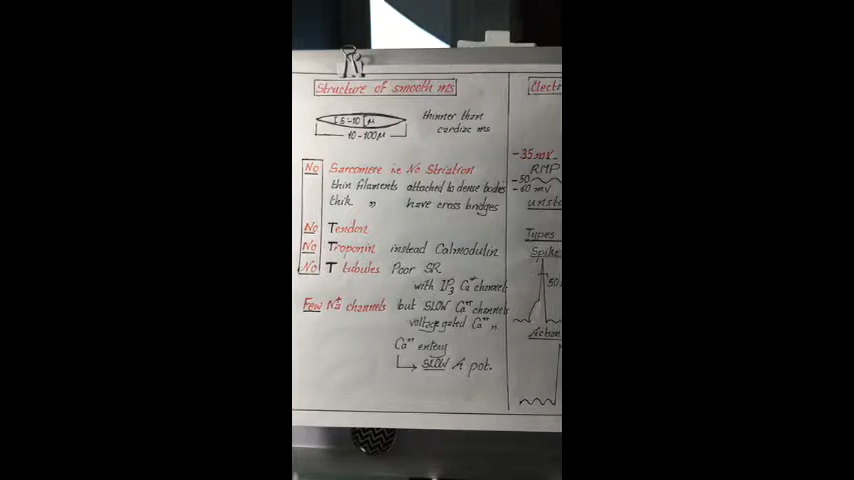 Structure of smooth ms
5-10 μ
10-100 μ
thinner than
cardiac ms
No Sarcomere i.e No Striation
thin filaments attached to dense bodies
thik " have cross bridges
No Tendon
No Troponin instead Calmodulin
No T tubules Poor SR
with IP3 Ca++ channels
Few Na+ channels but SLOW Ca++ channels
voltage gated Ca++ "
Ca++ entery
SLOW A pot.
Electri
-35 mv
RMP
-50
-60 mv
unst
Types
Spike
50
Action